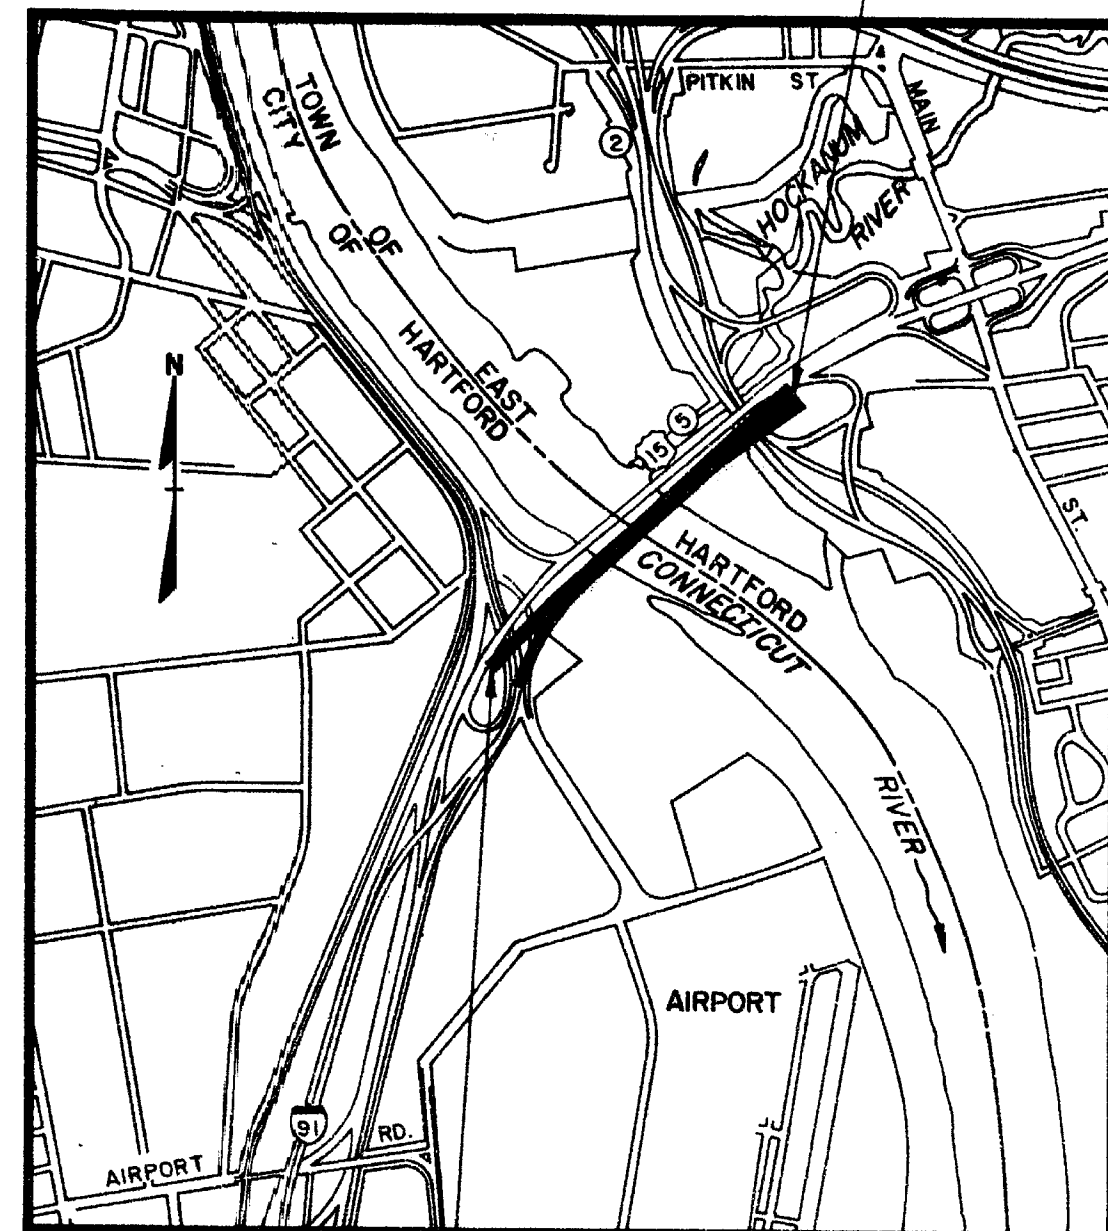 PITKIN ST
MAIN
TOWN
CITY
2
HOCKANUM
RIVER
OF
OF
EAST
HARTFORD
N
5
15
ST.
HARTFORD
CONNECTICUT
RIVER
AIRPORT
91
RD.
AIRPORT